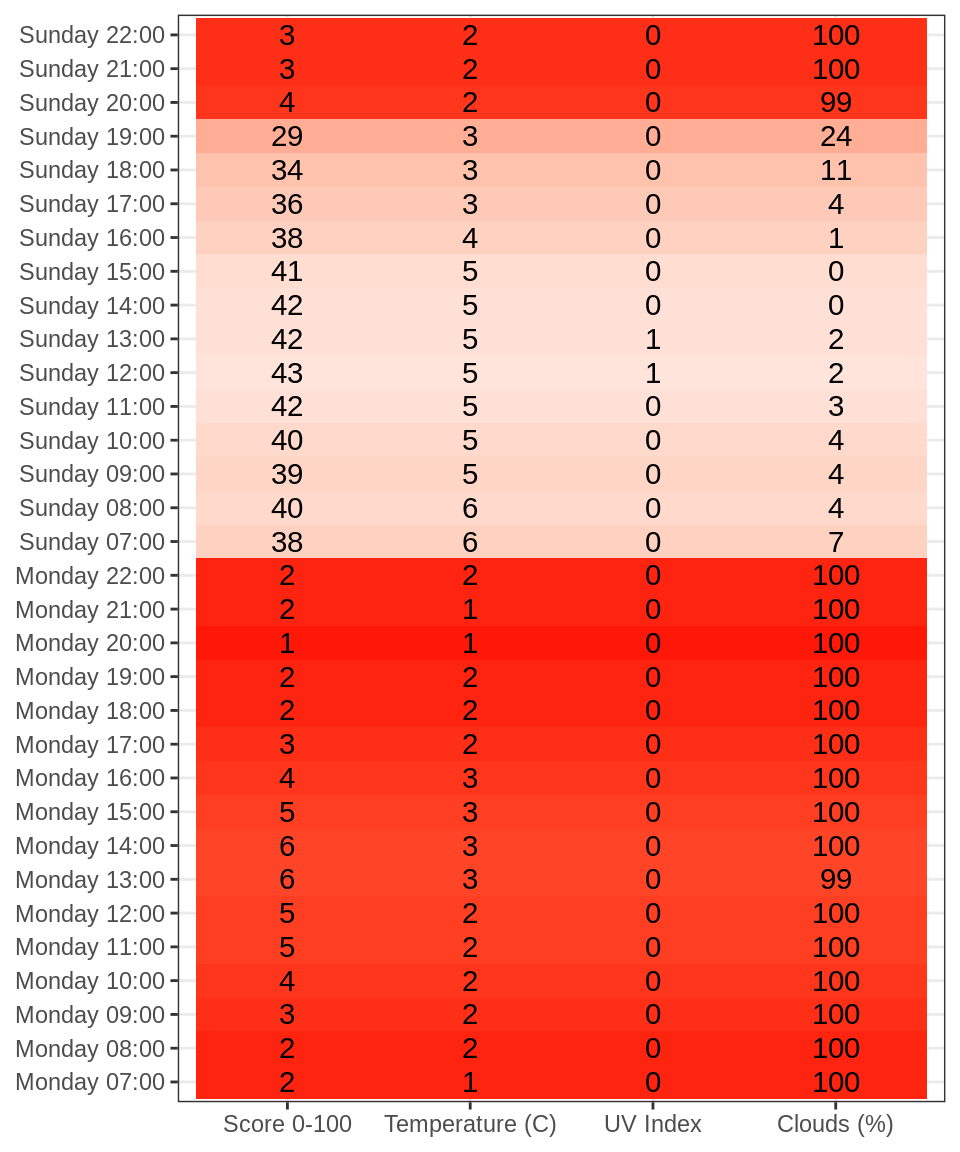 Sunday 22:00 3 2 0 100
Sunday 21:00 3 2 0 100
Sunday 20:00 4 2 0 99
Sunday 19:00 29 3 0 24
Sunday 18:00 34 3 0 11
Sunday 17:00 36 3 0 4
Sunday 16:00 38 4 0 1
Sunday 15:00 41 5 0 0
Sunday 14:00 42 5 0 0
Sunday 13:00 42 5 1 2
Sunday 12:00 43 5 1 2
Sunday 11:00 42 5 0 3
Sunday 10:00 40 5 0 4
Sunday 09:00 39 5 0 4
Sunday 08:00 40 6 0 4
Sunday 07:00 38 6 0 7
Monday 22:00 2 2 0 100
Monday 21:00 2 1 0 100
Monday 20:00 1 1 0 100
Monday 19:00 2 2 0 100
Monday 18:00 2 2 0 100
Monday 17:00 3 2 0 100
Monday 16:00 4 3 0 100
Monday 15:00 5 3 0 100
Monday 14:00 6 3 0 100
Monday 13:00 6 3 0 99
Monday 12:00 5 2 0 100
Monday 11:00 5 2 0 100
Monday 10:00 4 2 0 100
Monday 09:00 3 2 0 100
Monday 08:00 2 2 0 100
Monday 07:00 2 1 0 100
Score 0-100 Temperature (C) UV Index Clouds (%)